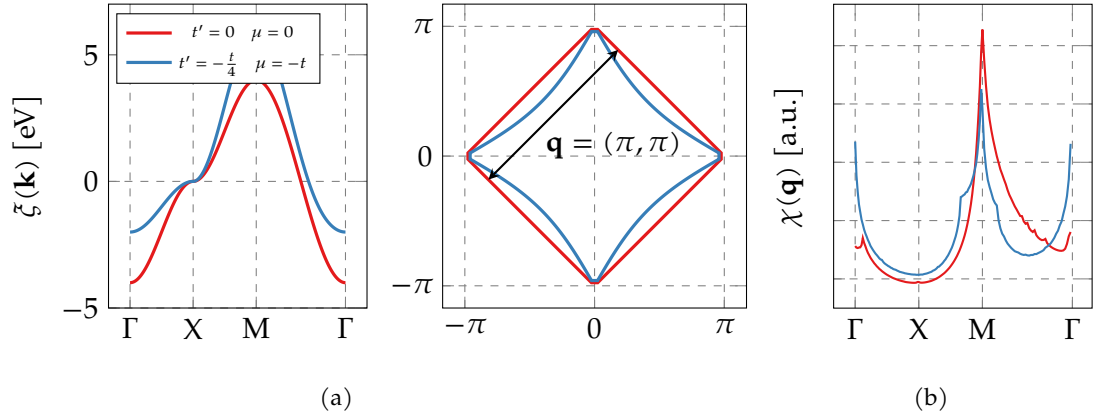 t′ = 0 μ = 0
t′ = −t/4 μ = −t
ξ(𝐤) [eV]
5
0
−5
Γ X M Γ
π
0
−π
𝐪 = (π, π)
−π 0 π
χ(𝐪) [a.u.]
Γ X M Γ
(a)
(b)